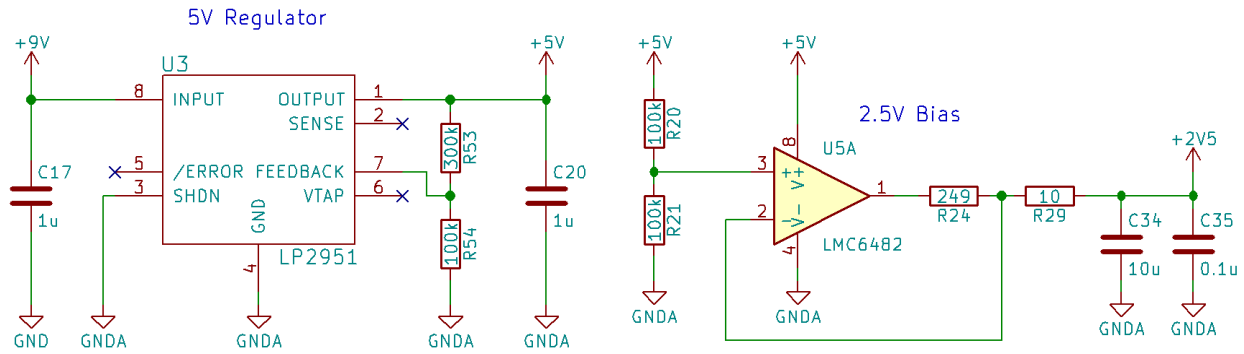 5V Regulator
+9V
+5V
+5V
+5V
U3
8 INPUT
OUTPUT 1
SENSE 2
5 /ERROR
FEEDBACK 7
3 SHDN
VTAP 6
GND
4
LP2951
C17
1u
300k
R53
100k
R54
C20
1u
GND
GNDA
GNDA
GNDA
GNDA
2.5V Bias
100k
R20
100k
R21
GNDA
8
U5A
3
+
V+
2
-
V-
1
4
LMC6482
GNDA
249
R24
10
R29
+2V5
C34
10u
C35
0.1u
GNDA
GNDA